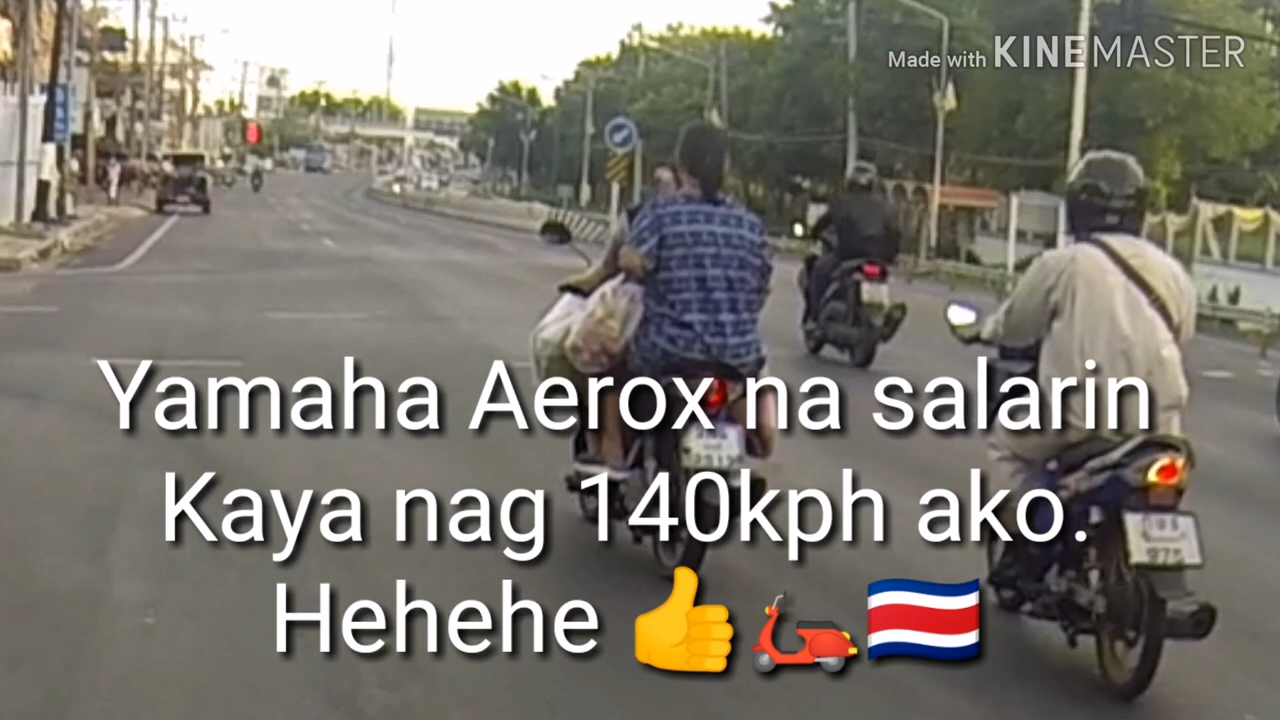 Made with KINEMASTER
Yamaha Aerox na salarin
Kaya nag 140kph ako.
Hehehe 👍🛵🇨🇷